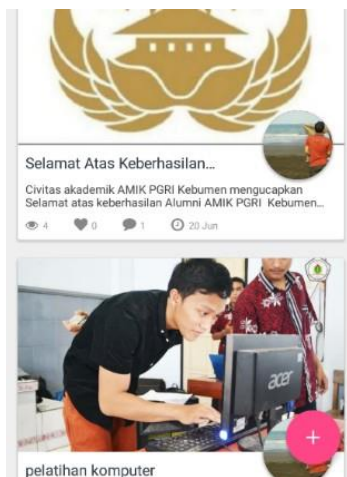 Selamat Atas Keberhasilan...
Civitas akademik AMIK PGRI Kebumen mengucapkan
Selamat atas keberhasilan Alumni AMIK PGRI Kebumen...
4 0 1 20 Jun
acer
pelatihan komputer